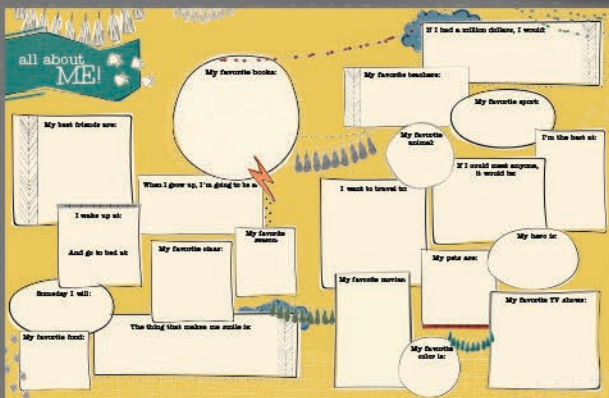 all about
ME!
If I had a million dollars, I would:
My favorite books:
My favorite teachers:
My favorite sport:
My best friends are:
My favorite
animal:
I'm the best at:
If I could meet anyone,
it would be:
When I grow up, I'm going to be a:
I want to travel to:
I wake up at:
And go to bed at:
My favorite class:
My favorite
season:
My hero is:
My pets are:
Someday I will:
My favorite movies:
My favorite TV shows:
The thing that makes me smile is:
My favorite food:
My favorite
color is: